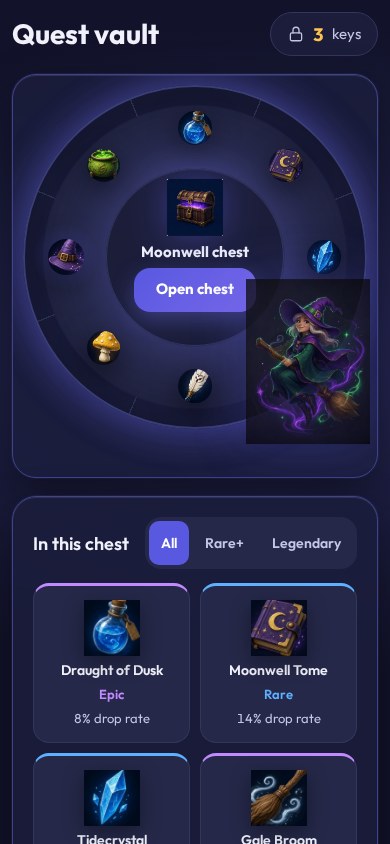 Quest vault
3 keys
Moonwell chest
Open chest
In this chest
All
Rare+
Legendary
Draught of Dusk
Epic
8% drop rate
Moonwell Tome
Rare
14% drop rate
Tidecrystal
Gale Broom